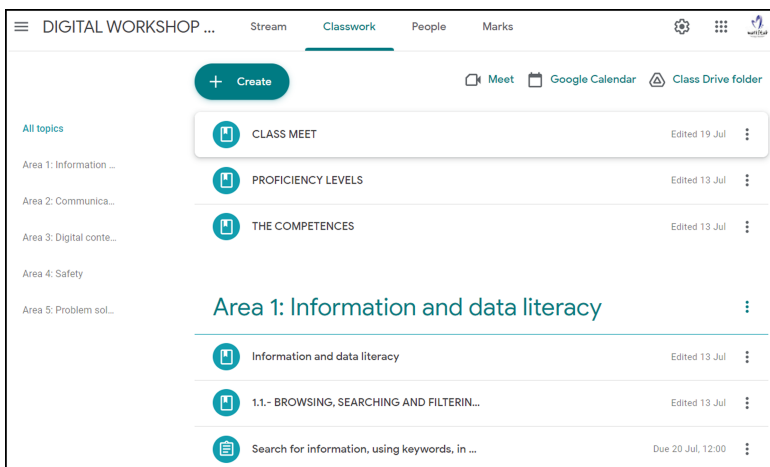 DIGITAL WORKSHOP ... Stream Classwork People Marks
Create Meet Google Calendar Class Drive folder
All topics
Area 1: Information ...
Area 2: Communica...
Area 3: Digital conte...
Area 4: Safety
Area 5: Problem sol...
CLASS MEET Edited 19 Jul
PROFICIENCY LEVELS Edited 13 Jul
THE COMPETENCES Edited 13 Jul
Area 1: Information and data literacy
Information and data literacy Edited 13 Jul
1.1.- BROWSING, SEARCHING AND FILTERIN... Edited 13 Jul
Search for information, using keywords, in ... Due 20 Jul, 12:00